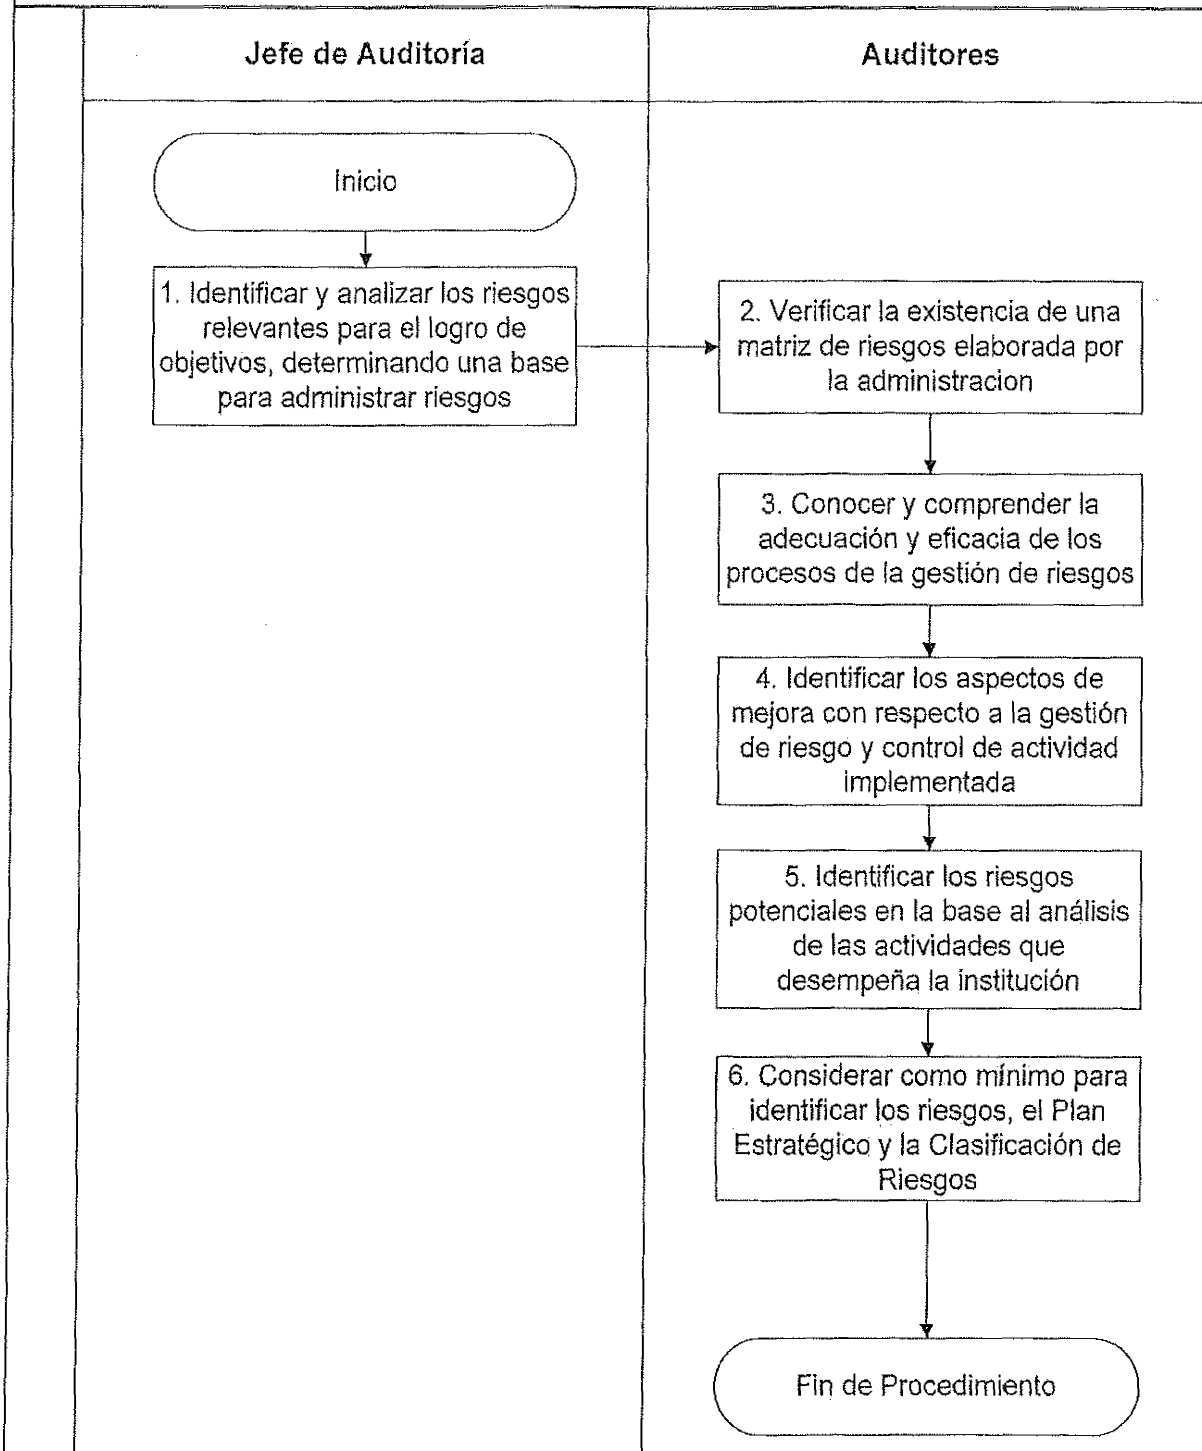 Jefe de Auditoría
Auditores
Inicio
1. Identificar y analizar los riesgos
relevantes para el logro de
objetivos, determinando una base
para administrar riesgos
2. Verificar la existencia de una
matriz de riesgos elaborada por
la administracion
3. Conocer y comprender la
adecuación y eficacia de los
procesos de la gestión de riesgos
4. Identificar los aspectos de
mejora con respecto a la gestión
de riesgo y control de actividad
implementada
5. Identificar los riesgos
potenciales en la base al análisis
de las actividades que
desempeña la institución
6. Considerar como mínimo para
identificar los riesgos, el Plan
Estratégico y la Clasificación de
Riesgos
Fin de Procedimiento